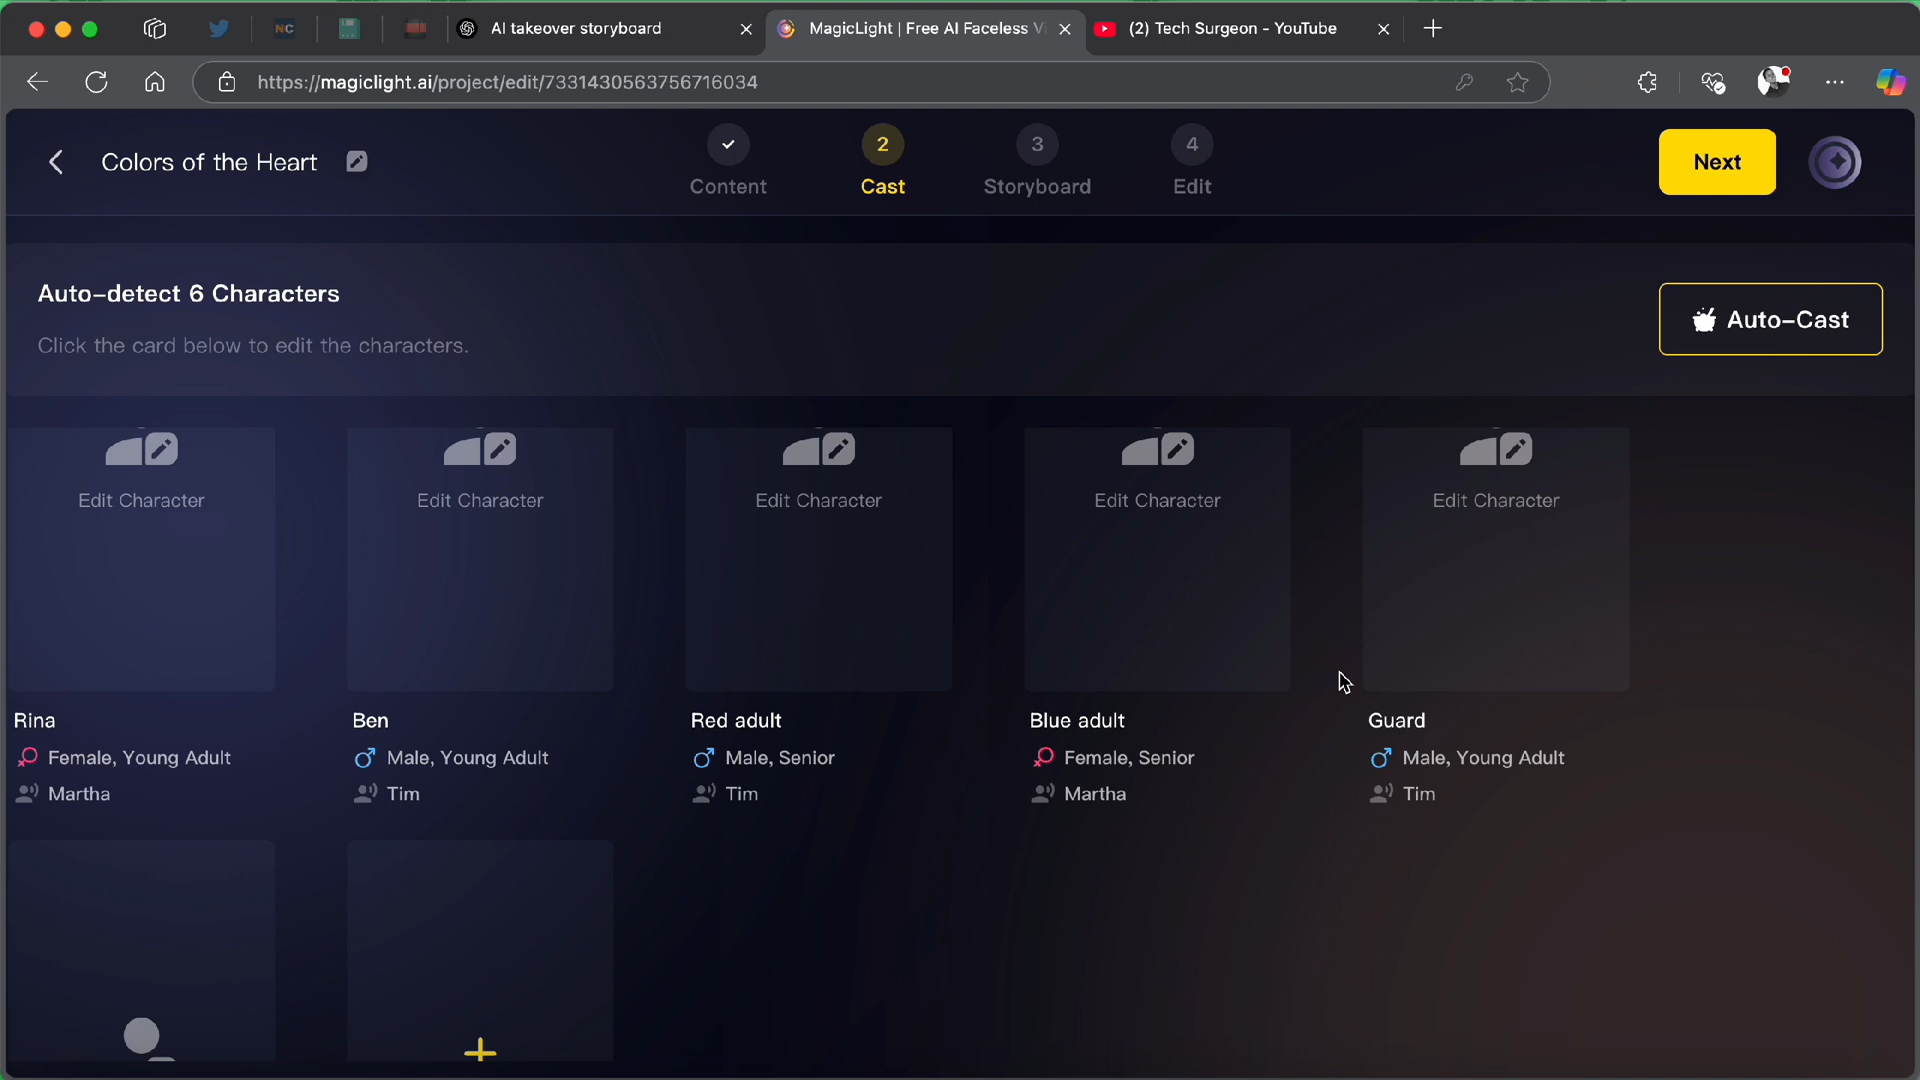 NC
AI takeover storyboard
MagicLight | Free AI Faceless Vi
(2) Tech Surgeon - YouTube
https://magiclight.ai/project/edit/7331430563756716034
Colors of the Heart
Content
2
Cast
3
Storyboard
4
Edit
Next
Auto-detect 6 Characters
Click the card below to edit the characters.
Auto-Cast
Edit Character
Edit Character
Edit Character
Edit Character
Edit Character
Rina
Female, Young Adult
Martha
Ben
Male, Young Adult
Tim
Red adult
Male, Senior
Tim
Blue adult
Female, Senior
Martha
Guard
Male, Young Adult
Tim